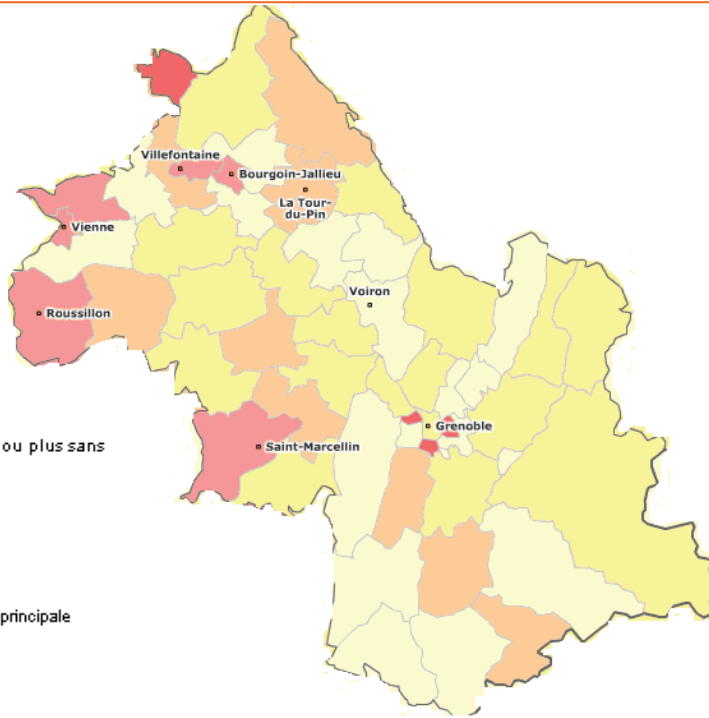 Villefontaine
Bourgoin-Jallieu
La Tour-
du-Pin
Vienne
Voiron
Roussillon
Grenoble
ou plus sans
Saint-Marcellin
principale